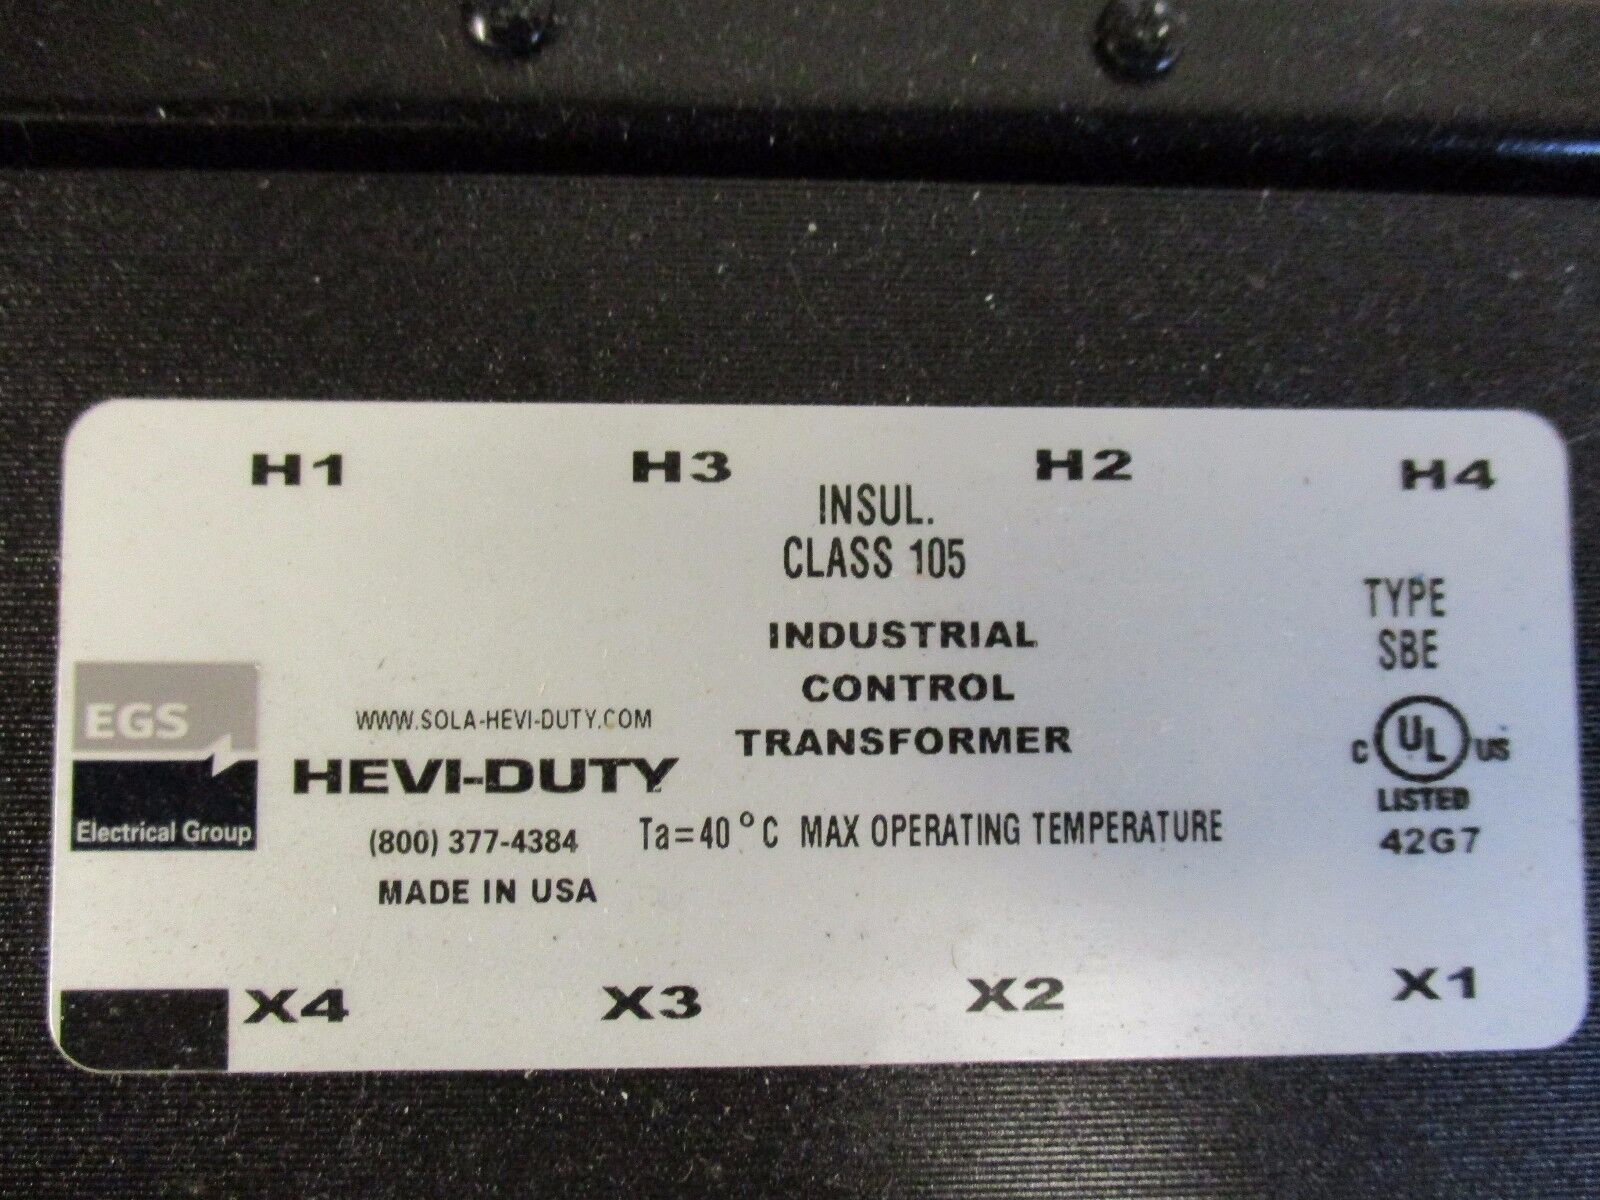 H1 H3 H2 H4
INSUL.
CLASS 105
INDUSTRIAL
CONTROL
TRANSFORMER
TYPE
SBE
EGS
Electrical Group
WWW.SOLA-HEVI-DUTY.COM
HEVI-DUTY
(800) 377-4384
MADE IN USA
Ta=40°C MAX OPERATING TEMPERATURE
C UL US
LISTED
42G7
X4 X3 X2 X1